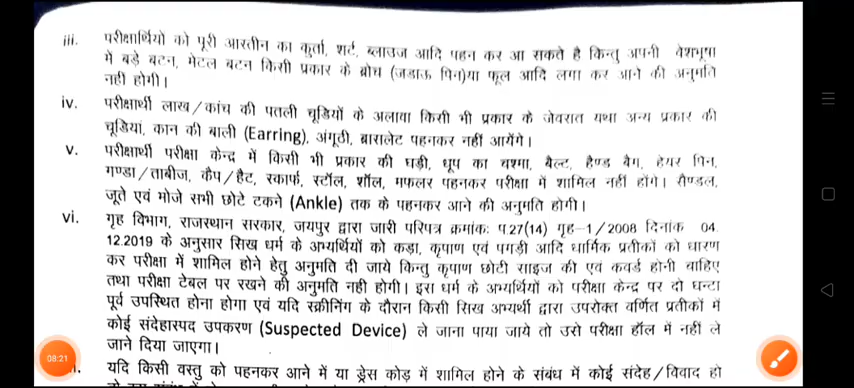 iii. परीक्षार्थियो को पूरी आस्तीन का कुर्ता, शर्ट, ब्लाउज आदि पहन कर आ सकते है किन्तु अपनी वेशभूषा
में बड़े बटन, मेटल बटन किसी प्रकार के ब्रोच (जडाऊ पिन)या फूल आदि लगा कर आने की अनुमति
नही होगी।
iv. परीक्षार्थी लाख/कांच की पतली चूडियों के अलावा किसी भी प्रकार के जेवरात यथा अन्य प्रकार की
चूडियां, कान की बाली (Earring), अंगूठी, ब्रासलेट पहनकर नहीं आयेंगे।
v. परीक्षार्थी परीक्षा केन्द्र में किसी भी प्रकार की घड़ी, धूप का चश्मा, बैल्ट, हैण्ड बैग, हेयर पिन,
गण्डा/ताबीज, कैप/हैट, स्कार्फ, स्टॉल, शॉल, मफलर पहनकर परीक्षा में शामिल नहीं होंगे। सैण्डल,
जूते एवं मोजे सभी छोटे टकने (Ankle) तक के पहनकर आने की अनुमति होगी।
vi. गृह विभाग, राजस्थान सरकार, जयपुर द्वारा जारी परिपत्र क्रमांकः प.27(14) गृह-1/2008 दिनांक 04.
12.2019 के अनुसार सिख धर्म के अभ्यर्थियों को कड़ा, कृपाण एवं पगड़ी आदि धार्मिक प्रतीकों को धारण
कर परीक्षा में शामिल होने हेतु अनुमति दी जाये किन्तु कृपाण छोटी साइज की एवं कवर्ड होनी चाहिए
तथा परीक्षा टेबल पर रखने की अनुमति नही होगी। इस धर्म के अभ्यर्थियों को परीक्षा केन्द्र पर दो घन्टा
पूर्व उपस्थित होना होगा एवं यदि स्क्रीनिंग के दौरान किसी सिख अभ्यर्थी द्वारा उपरोक्त वर्णित प्रतीकों में
कोई संदेहास्पद उपकरण (Suspected Device) ले जाना पाया जाये तो उसे परीक्षा हॉल में नहीं ले
जाने दिया जाएगा।
08:21
यदि किसी वस्तु को पहनकर आने में या ड्रेस कोड़ में शामिल होने के संबंध में कोई संदेह/विवाद हो